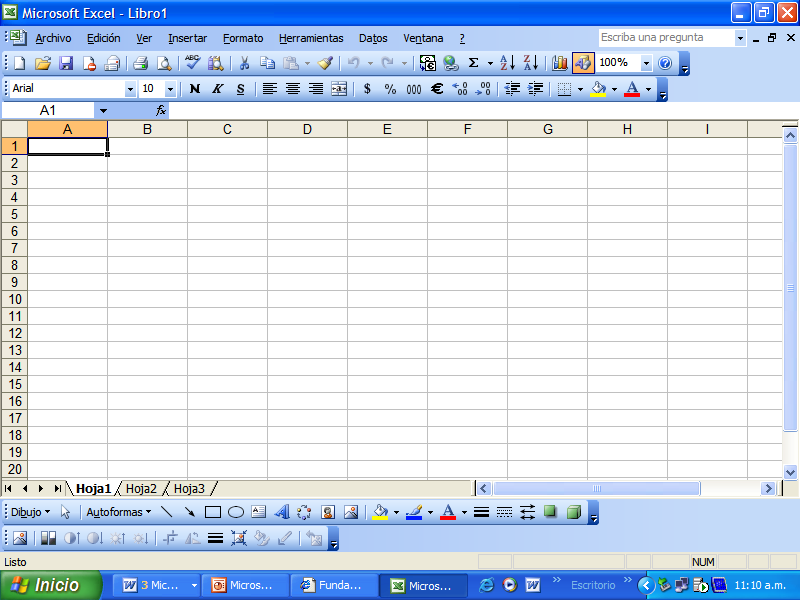 Microsoft Excel - Libro1
Archivo Edición Ver Insertar Formato Herramientas Datos Ventana ? Escriba una pregunta
ABC Σ A Z Z A 100% ?
Arial 10 N K S $ % 000 € A
A1 fx
A B C D E F G H I
1
2
3
4
5
6
7
8
9
10
11
12
13
14
15
16
17
18
19
20
Hoja1 Hoja2 Hoja3
Dibujo Autoformas A A
Listo NUM
Inicio 3 Mic... Micros... Funda... Micros... Escritorio 11:10 a.m.